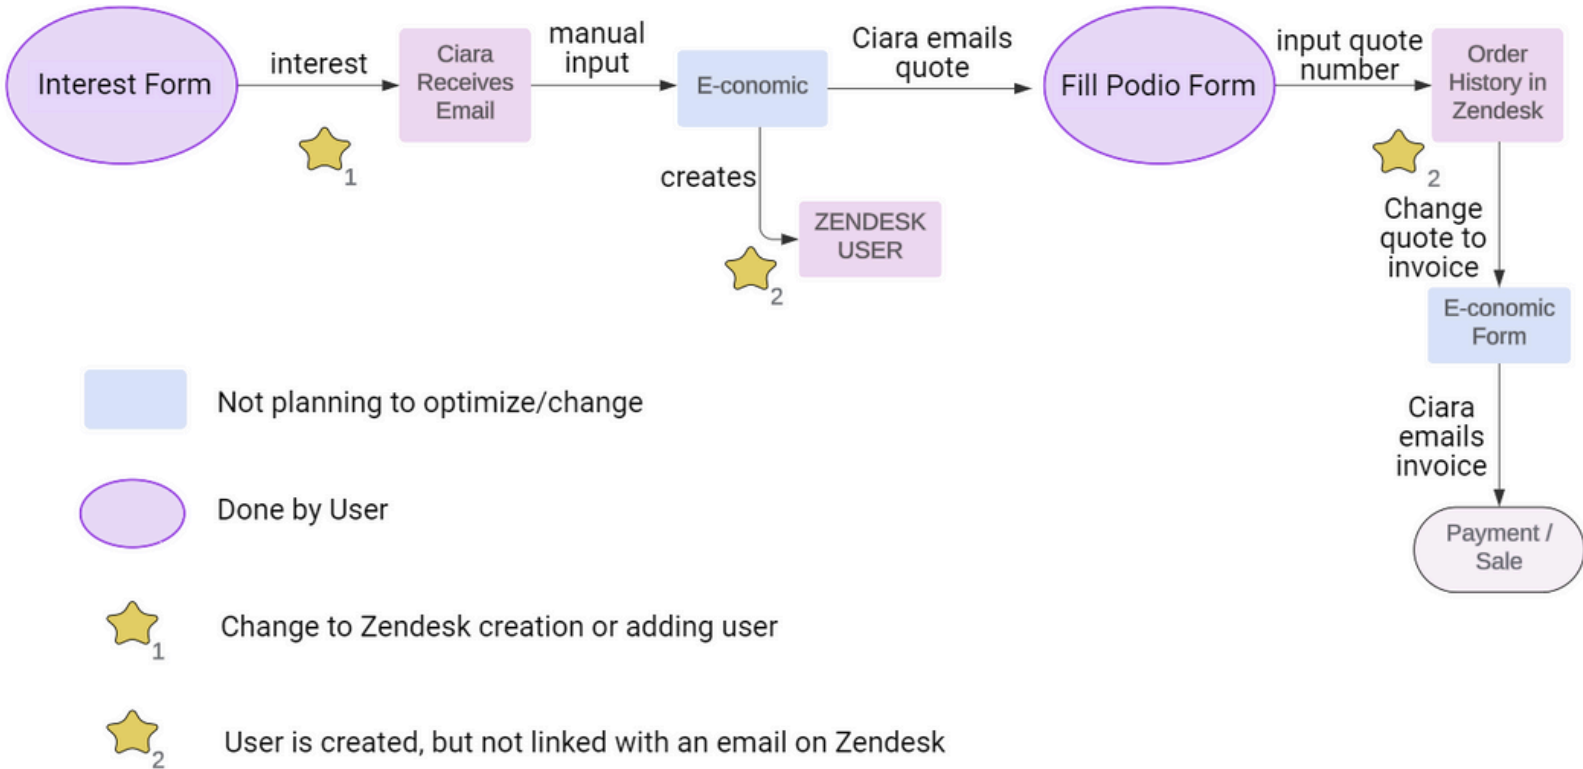 Interest Form
interest
1
Ciara
Receives
Email
manual
input
E-conomic
creates
2
ZENDESK
USER
Ciara emails
quote
Fill Podio Form
input quote
number
Order
History in
Zendesk
2
Change
quote to
invoice
E-conomic
Form
Ciara
emails
invoice
Payment /
Sale
Not planning to optimize/change
Done by User
1
Change to Zendesk creation or adding user
2
User is created, but not linked with an email on Zendesk